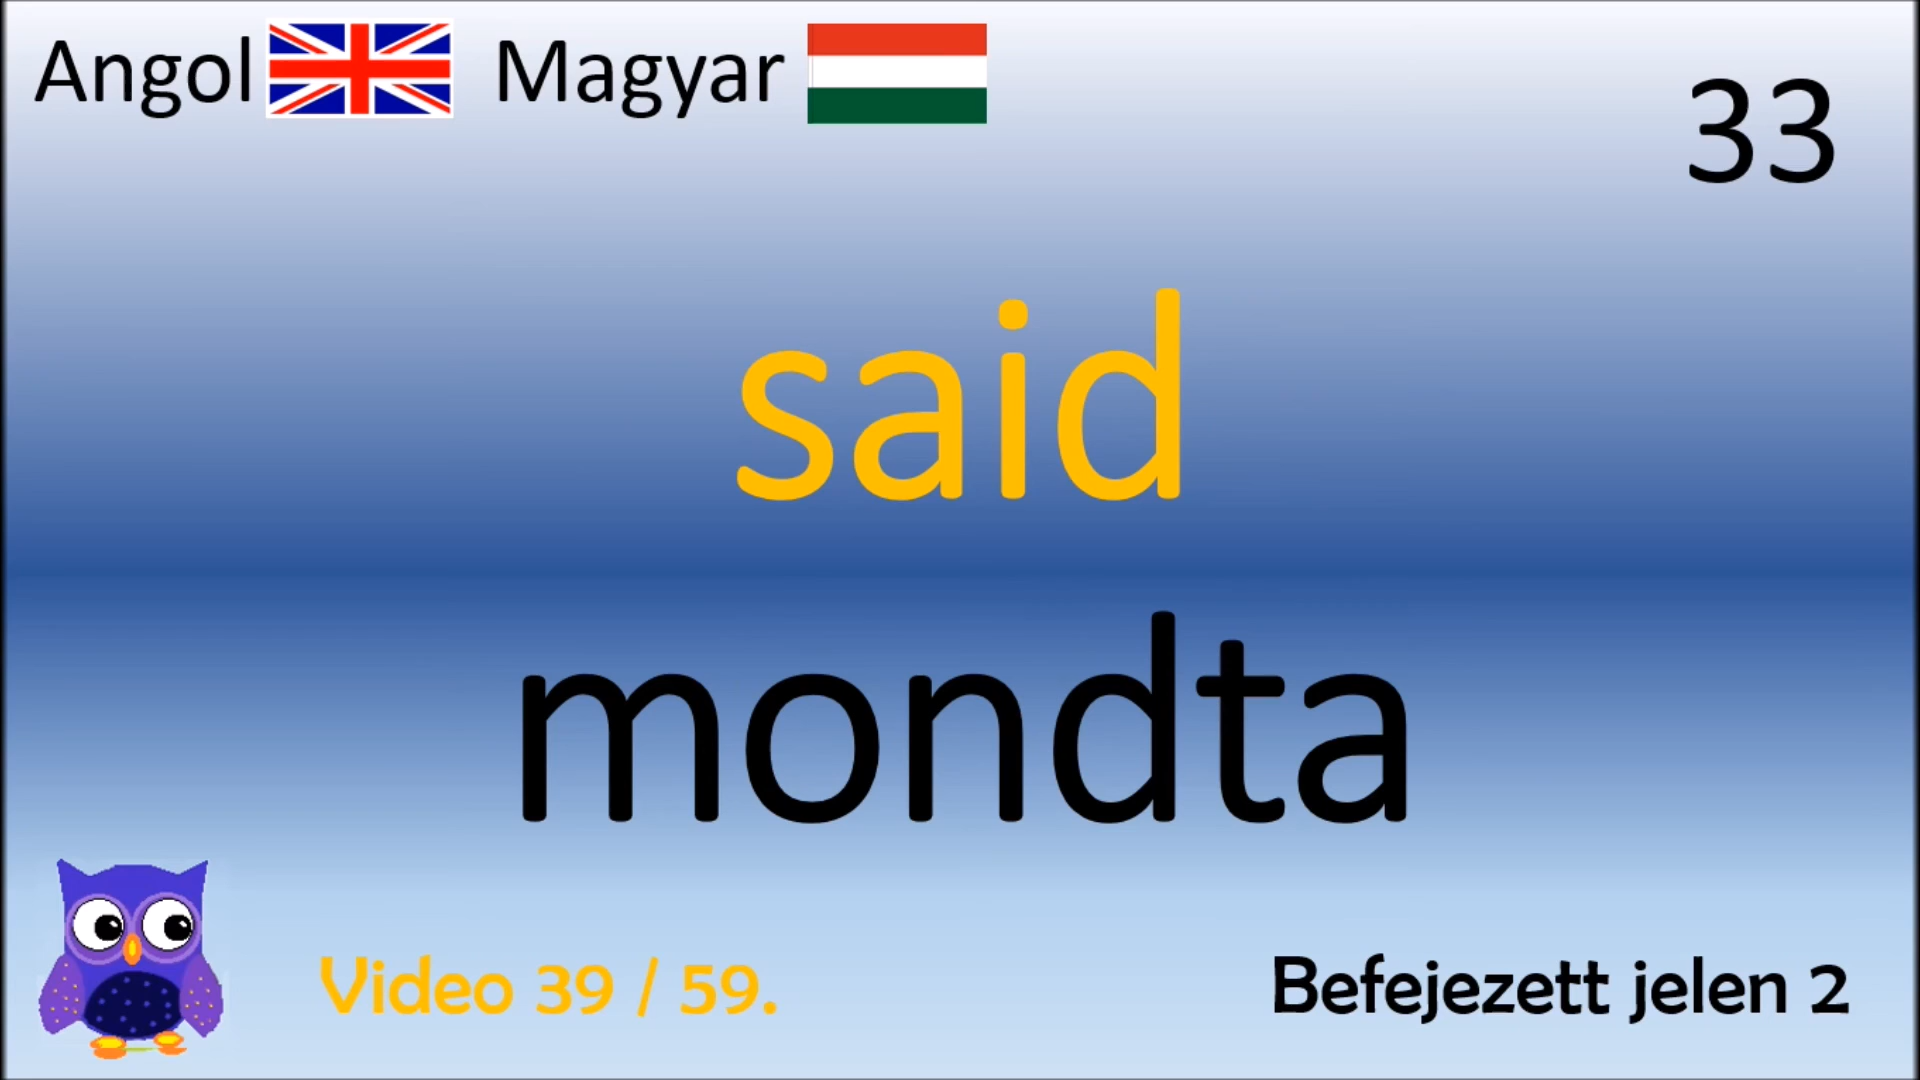 Angol Magyar
33
said
mondta
Video 39 / 59.
Befejezett jelen 2